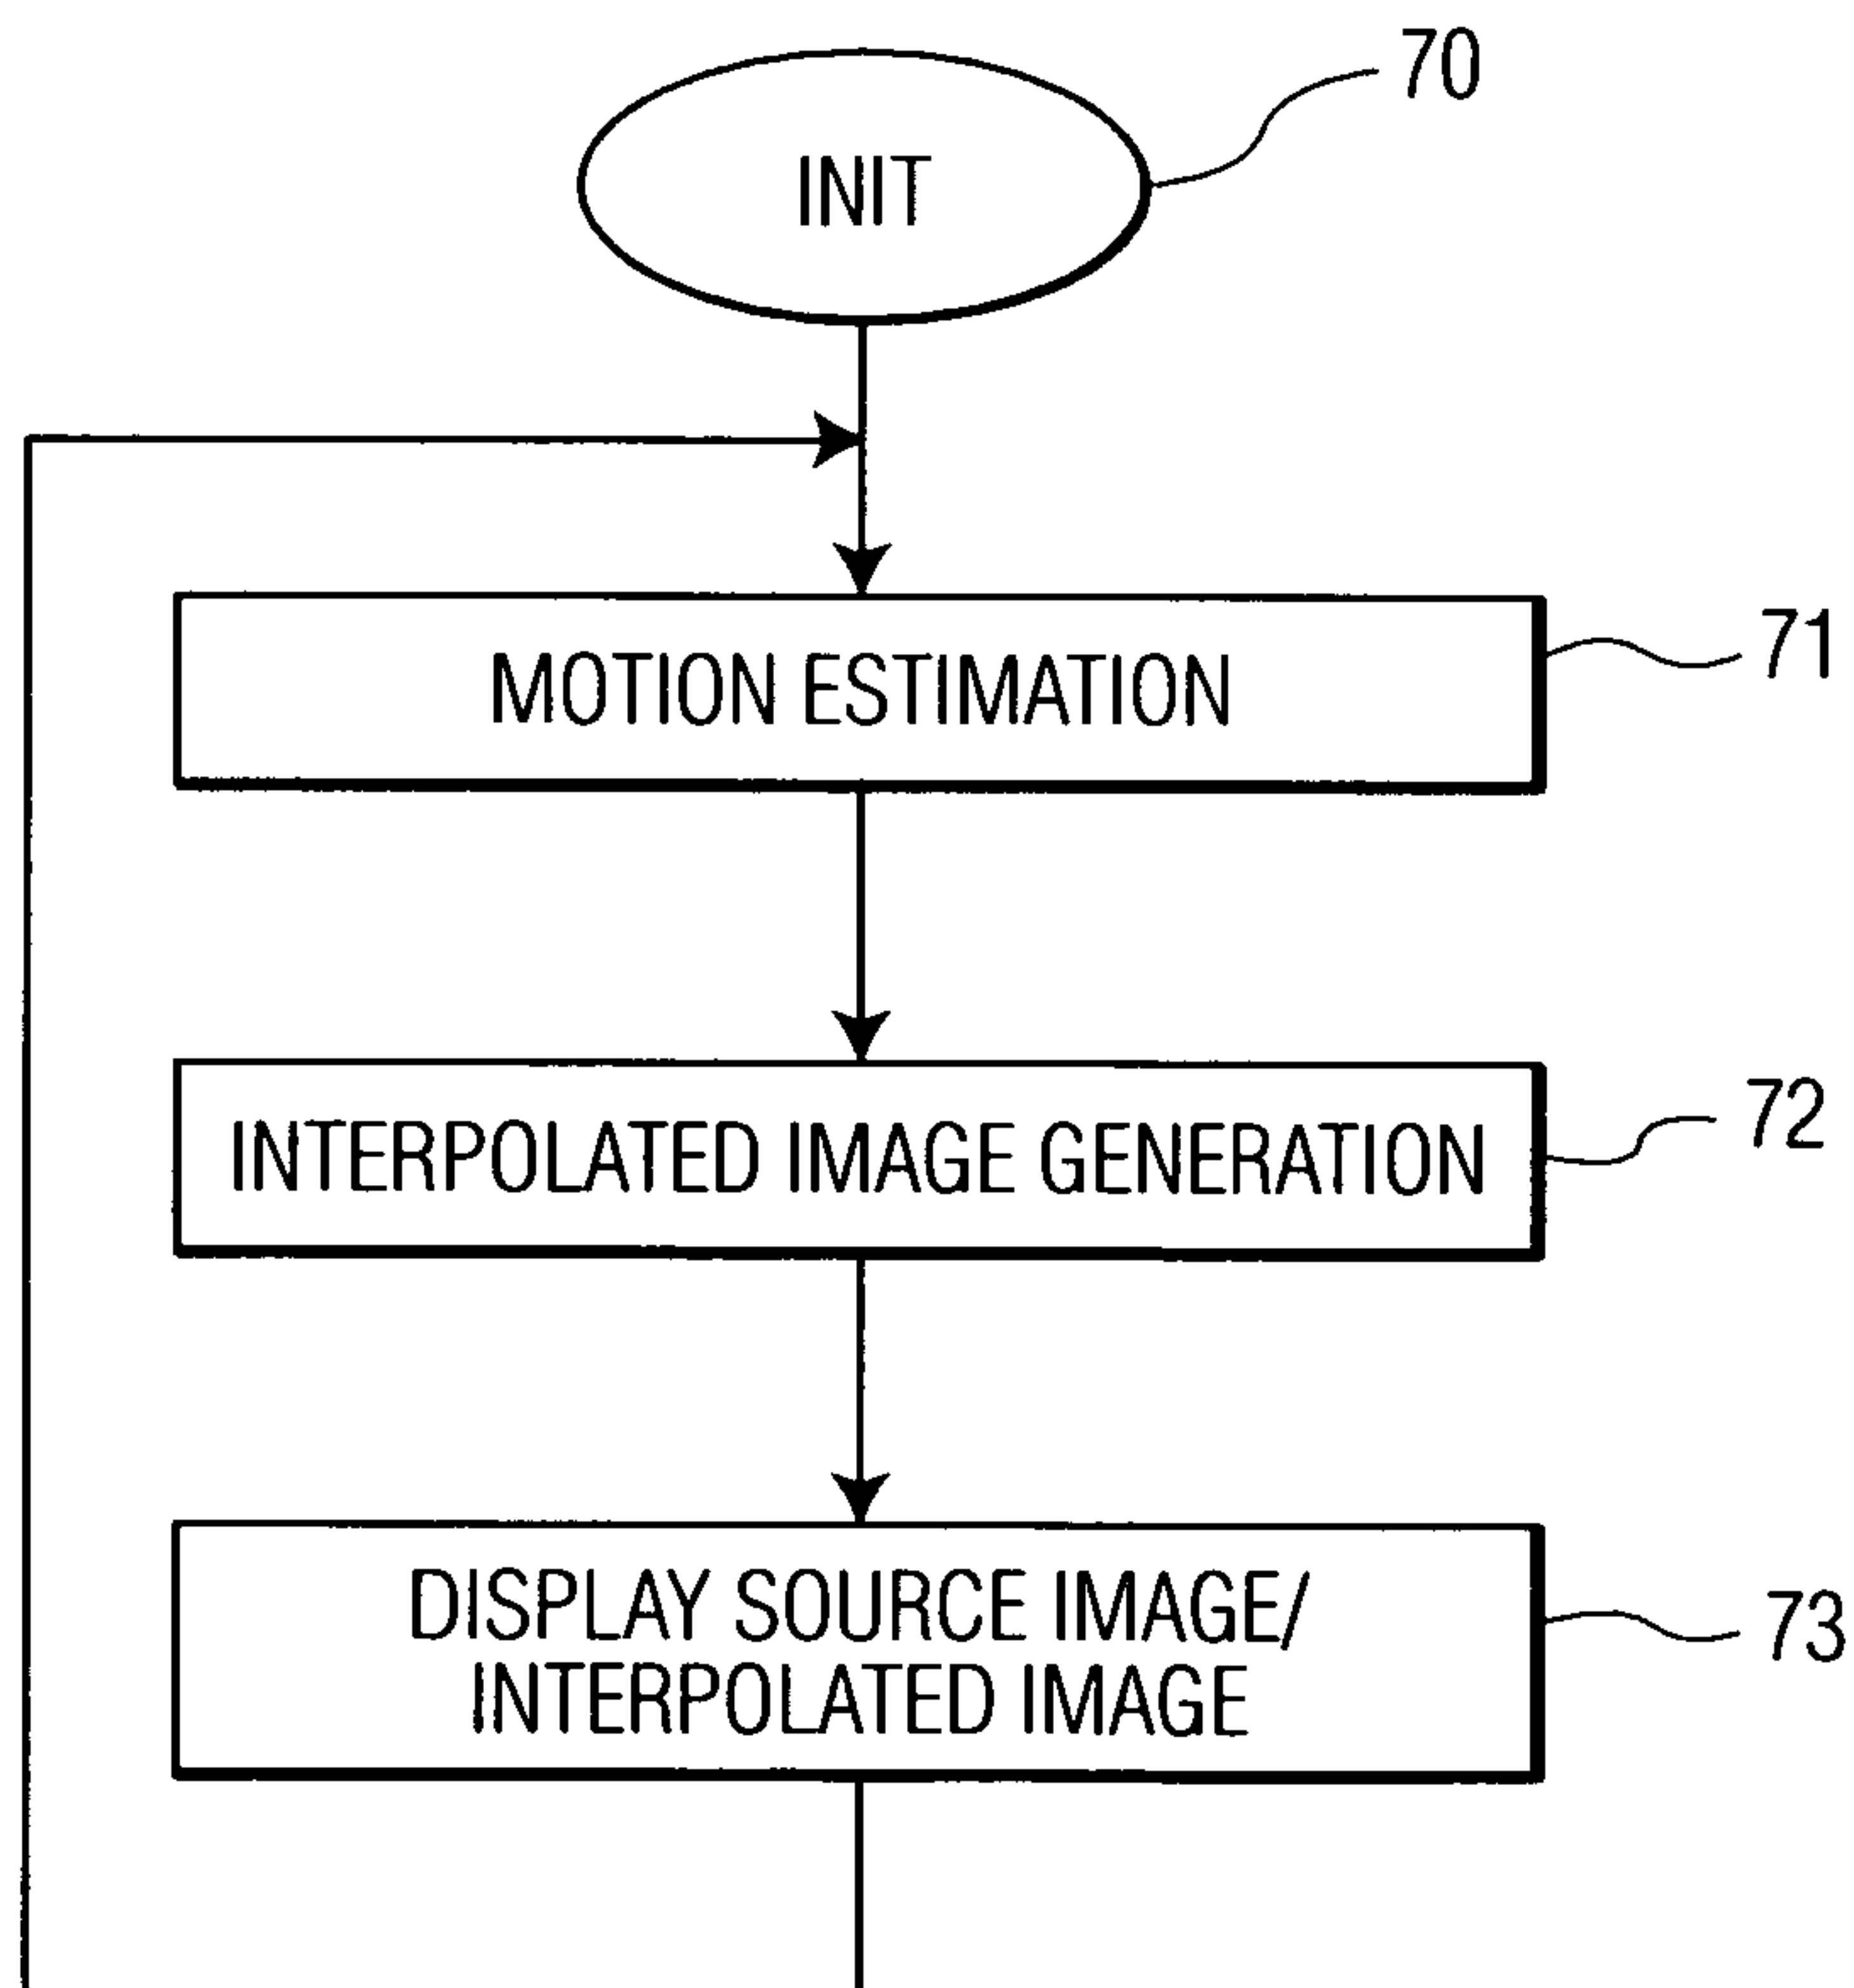 70
INIT
71
MOTION ESTIMATION
72
INTERPOLATED IMAGE GENERATION
73
DISPLAY SOURCE IMAGE/
INTERPOLATED IMAGE